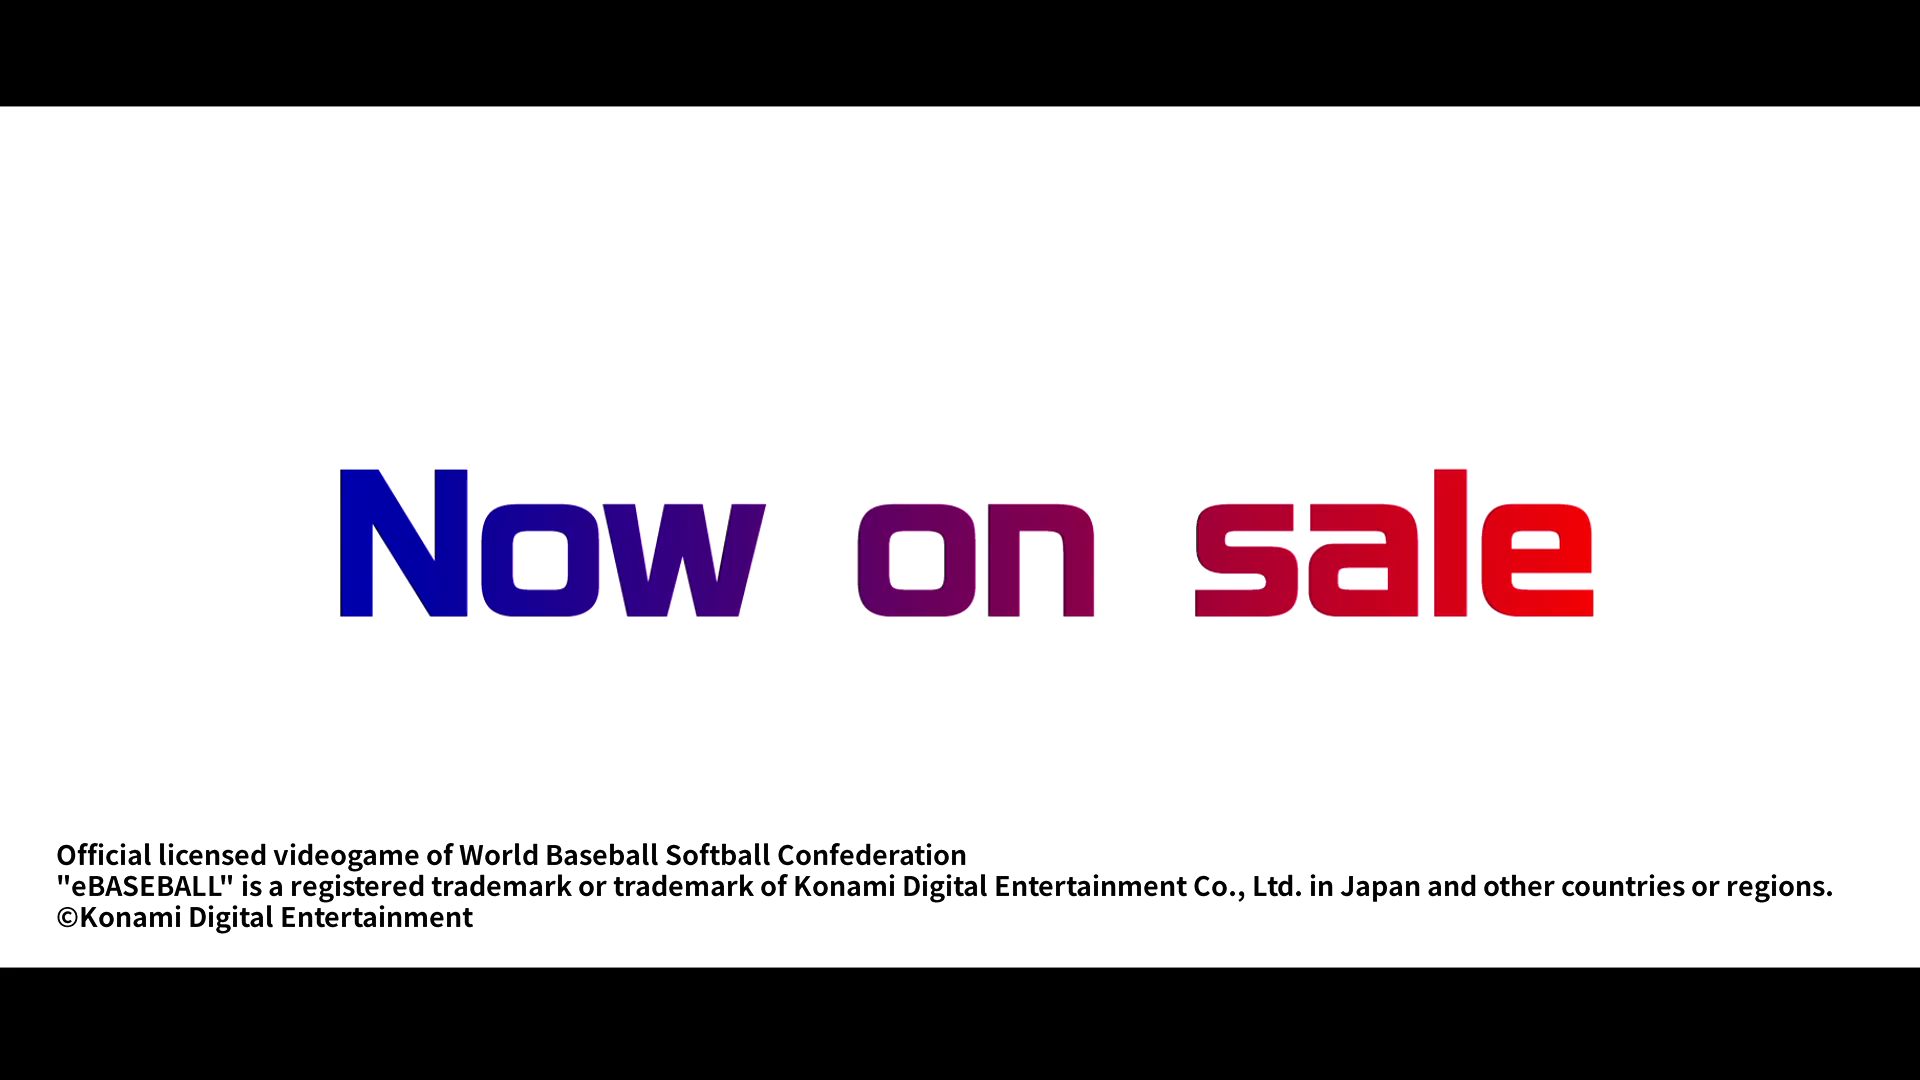 Now on sale
Official licensed videogame of World Baseball Softball Confederation
"eBASEBALL" is a registered trademark or trademark of Konami Digital Entertainment Co., Ltd. in Japan and other countries or regions.
©Konami Digital Entertainment